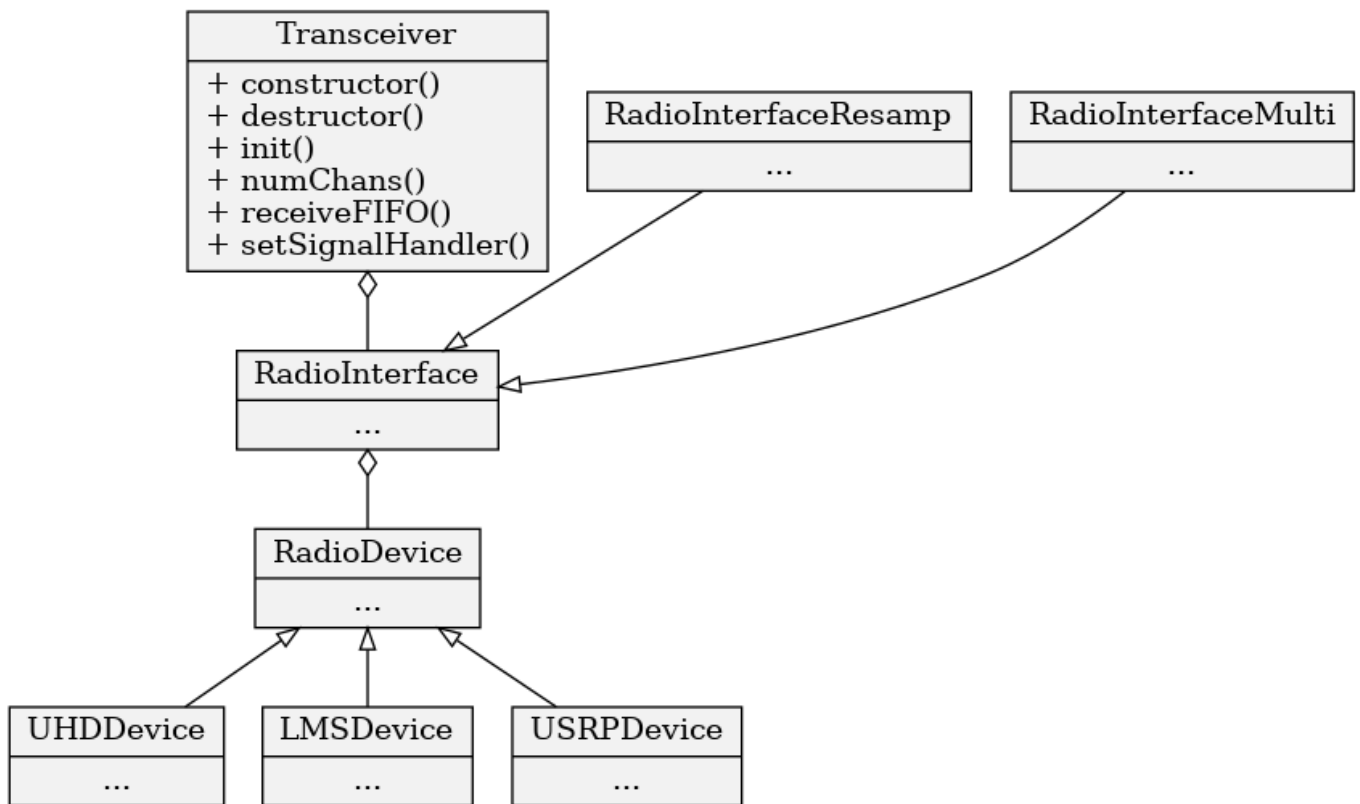 Transceiver
+ constructor()
+ destructor()
+ init()
+ numChans()
+ receiveFIFO()
+ setSignalHandler()
RadioInterfaceResamp
...
RadioInterfaceMulti
...
RadioInterface
...
RadioDevice
...
UHDDevice
...
LMSDevice
...
USRPDevice
...